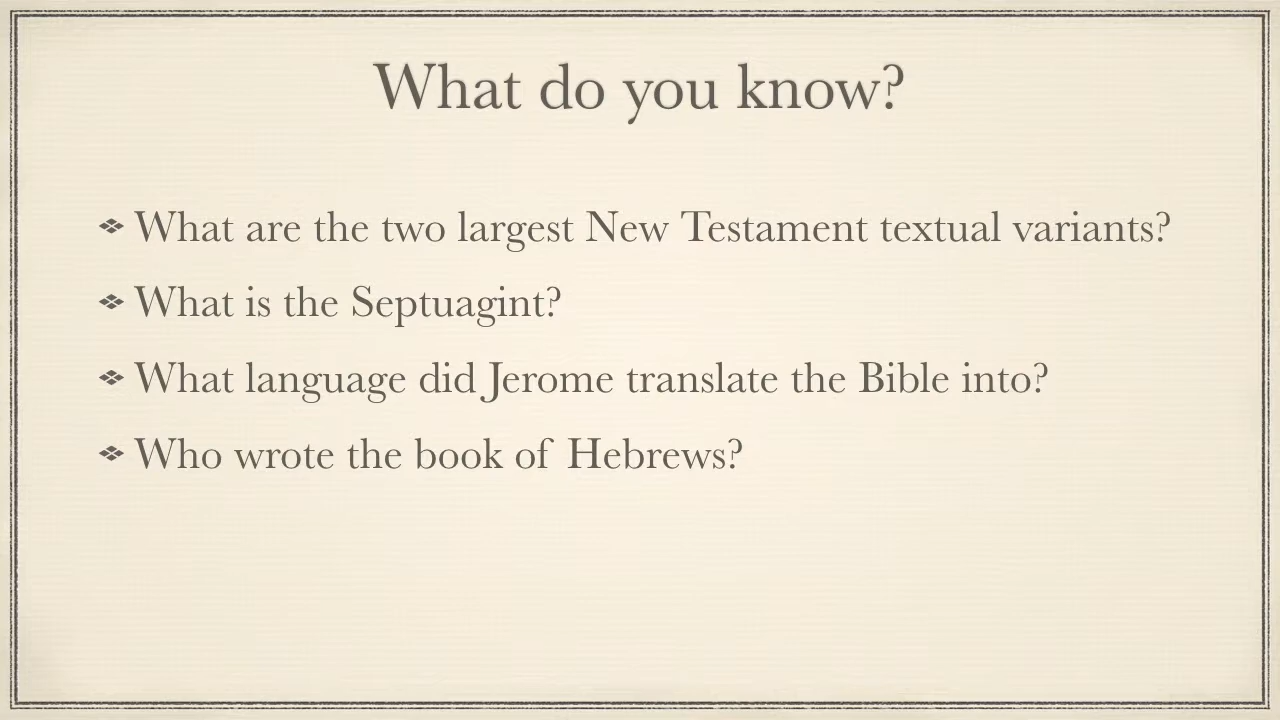 What do you know?
❖ What are the two largest New Testament textual variants?
❖ What is the Septuagint?
❖ What language did Jerome translate the Bible into?
❖ Who wrote the book of Hebrews?